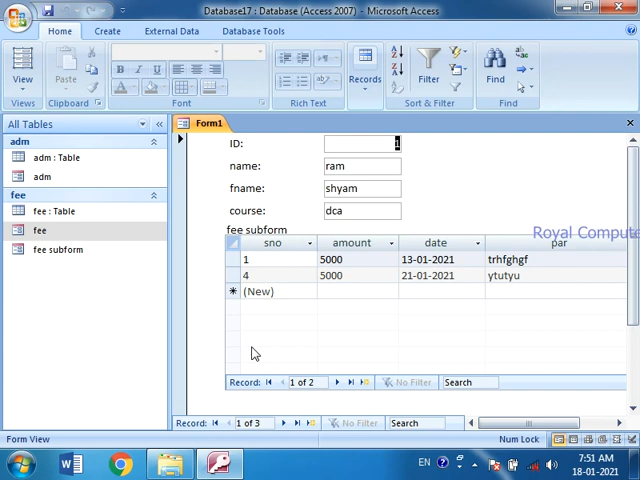 Database17 : Database (Access 2007) - Microsoft Access
Home Create External Data Database Tools
View Paste B I U A ab Records Filter Find
Views Clipboard Font Rich Text Sort & Filter Find
All Tables « Form1
adm
adm : Table
adm
fee
fee : Table
fee
fee subform
ID: 1
name: ram
fname: shyam
course: dca
fee subform
Royal Compute
sno amount date par
1 5000 13-01-2021 trhfghgf
4 5000 21-01-2021 ytutyu
(New)
Record: 1 of 2 No Filter Search
Record: 1 of 3 No Filter Search
Form View Num Lock
W EN 7:51 AM
18-01-2021